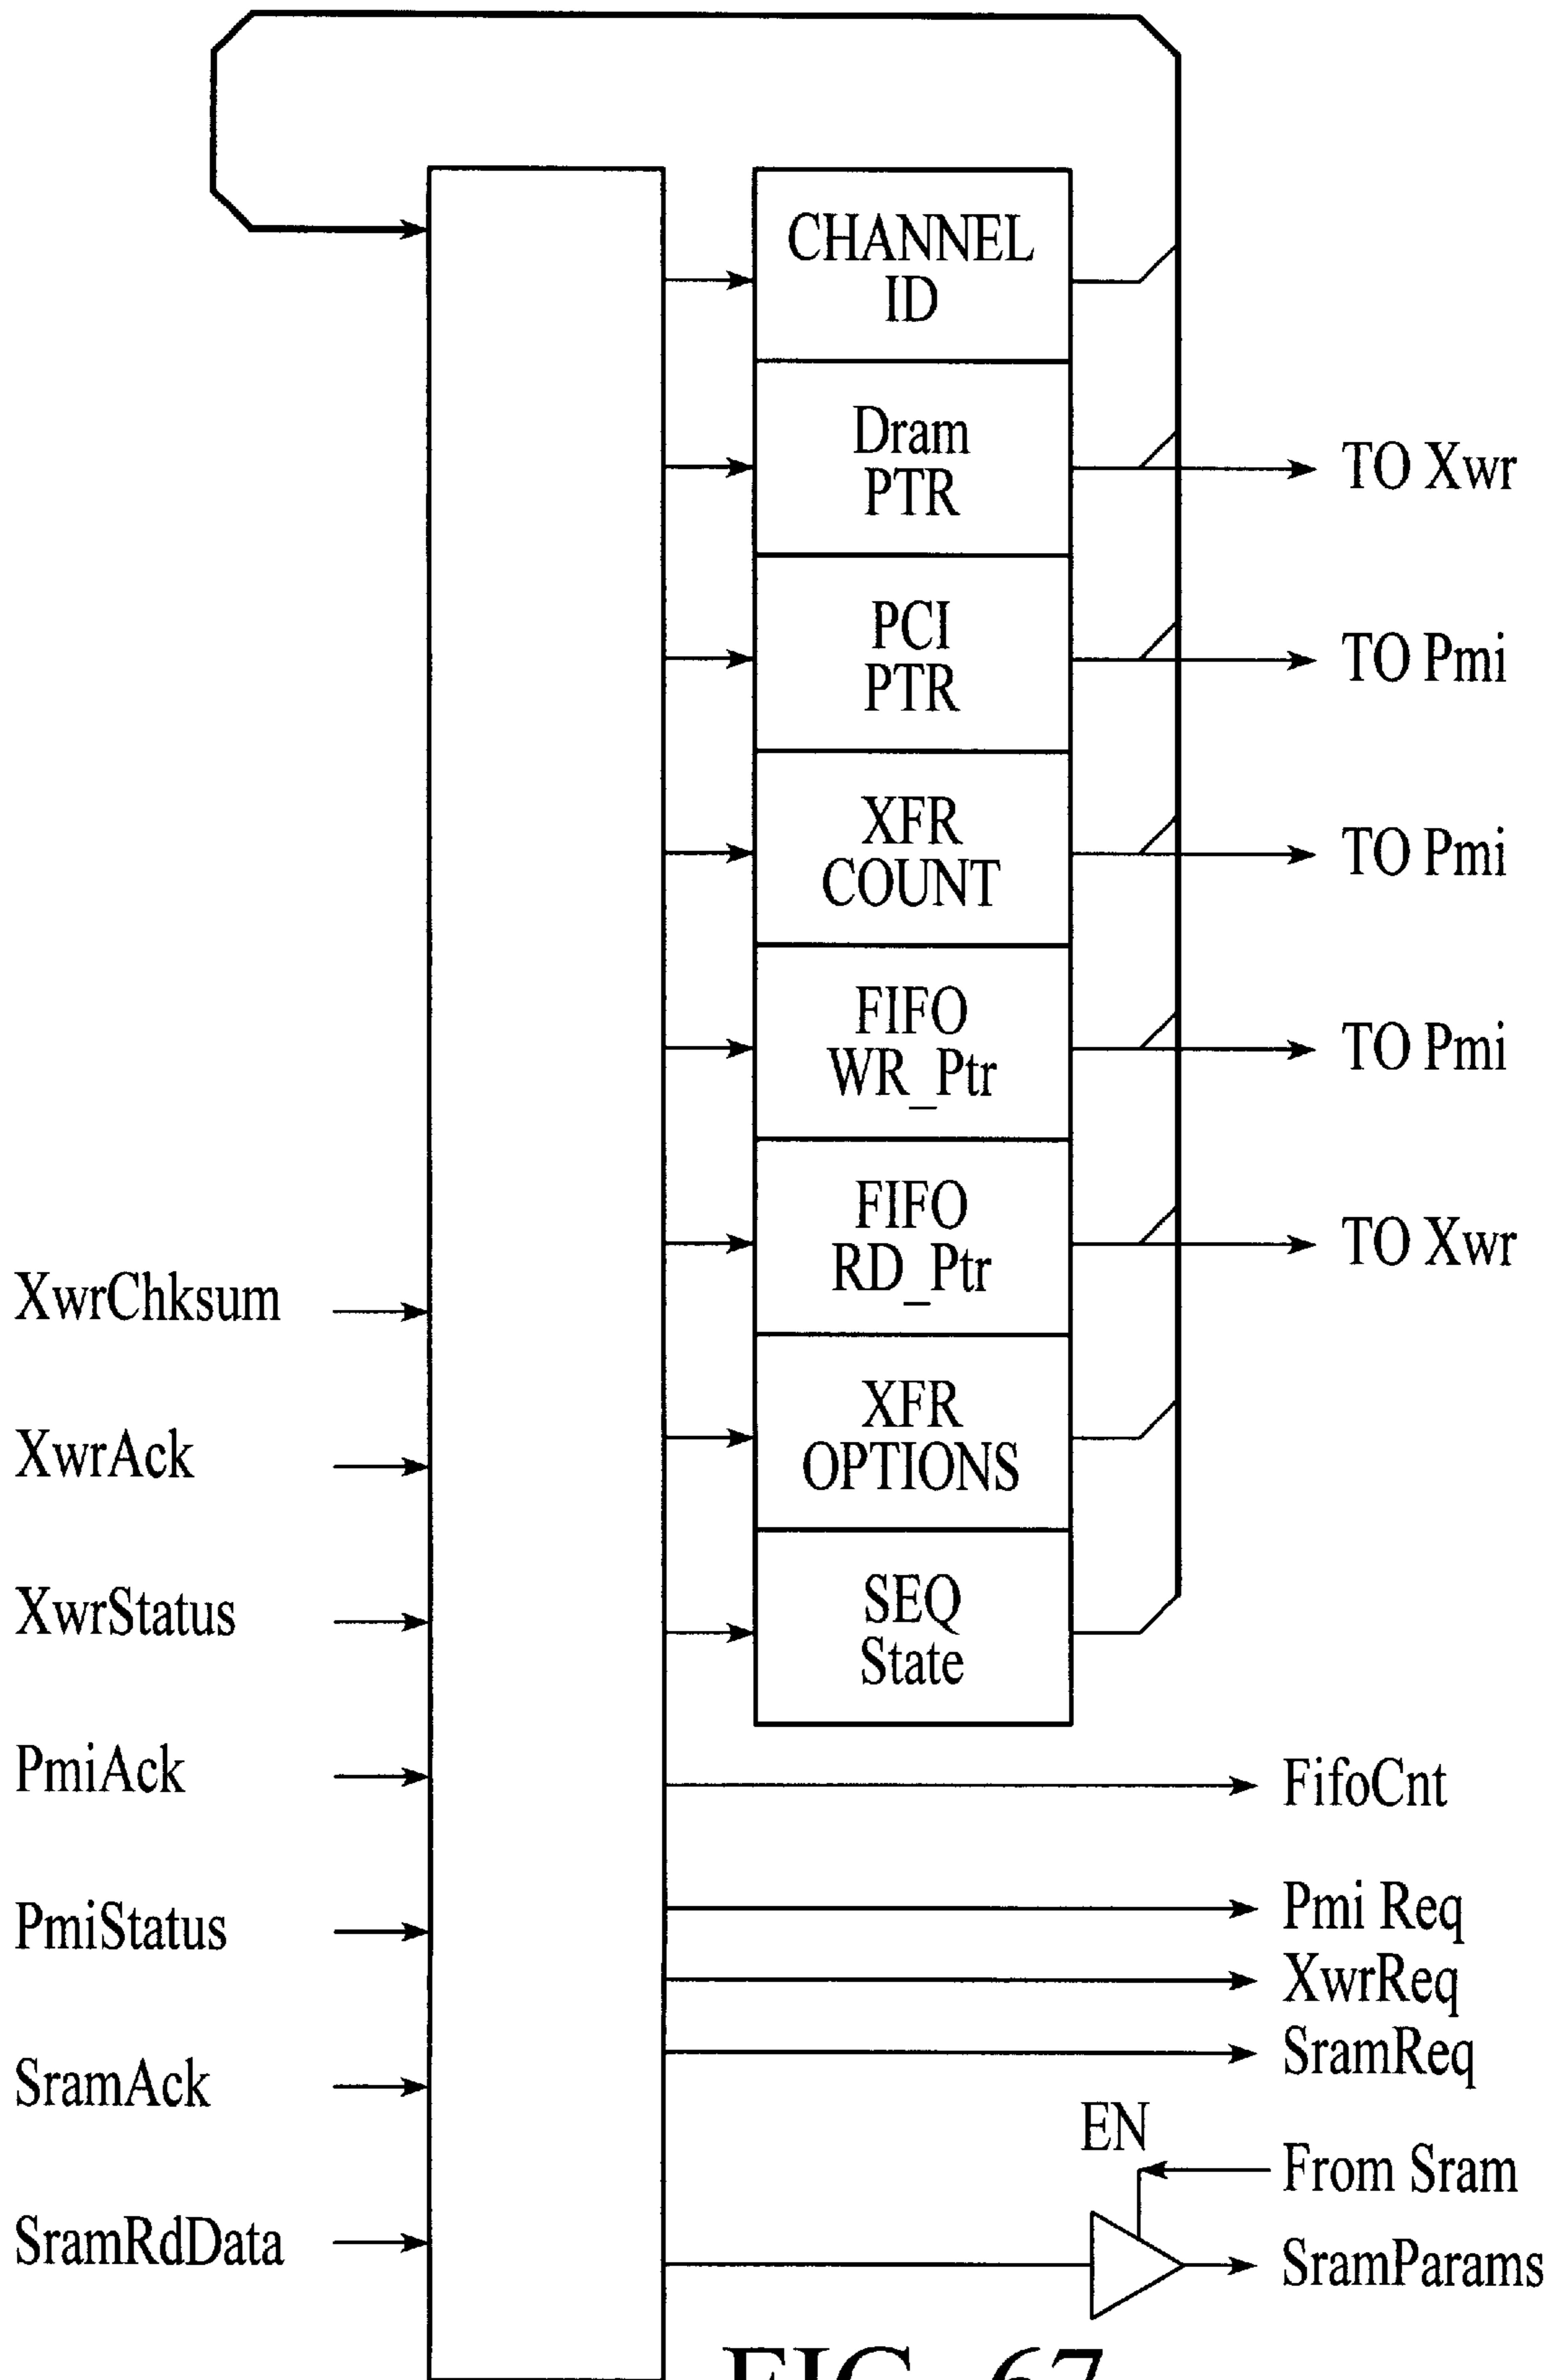 CHANNEL
ID
Dram
PTR
TO Xwr
PCI
PTR
TO Pmi
XFR
COUNT
TO Pmi
FIFO
WR_Ptr
TO Pmi
FIFO
RD_Ptr
TO Xwr
XwrChksum
XFR
OPTIONS
XwrAck
SEQ
State
XwrStatus
PmiAck
FifoCnt
PmiStatus
Pmi Req
XwrReq
SramReq
SramAck
EN
From Sram
SramRdData
SramParams
FIG. 67